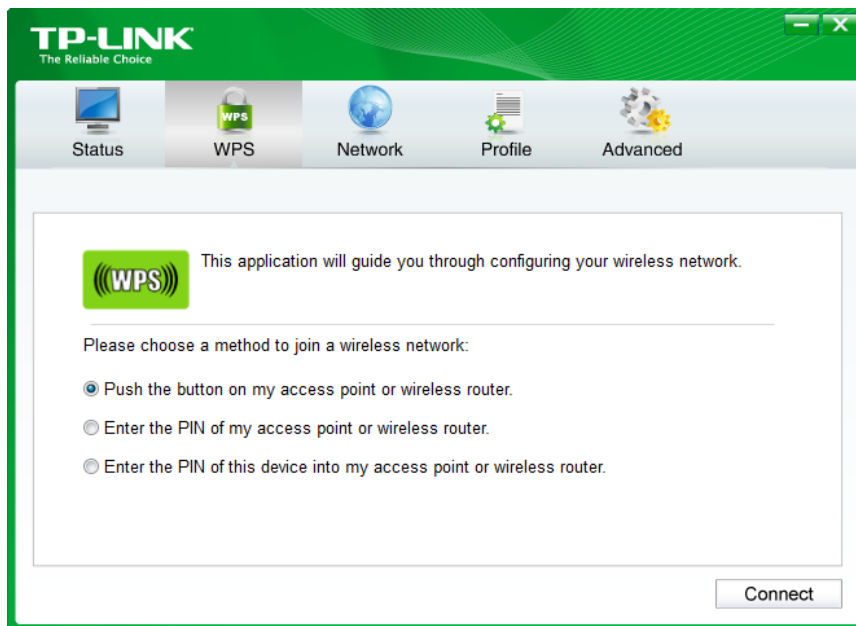 TP-LINK
The Reliable Choice
Status
WPS
WPS
Network
Profile
Advanced
WPS
This application will guide you through configuring your wireless network.
Please choose a method to join a wireless network:
Push the button on my access point or wireless router.
Enter the PIN of my access point or wireless router.
Enter the PIN of this device into my access point or wireless router.
Connect